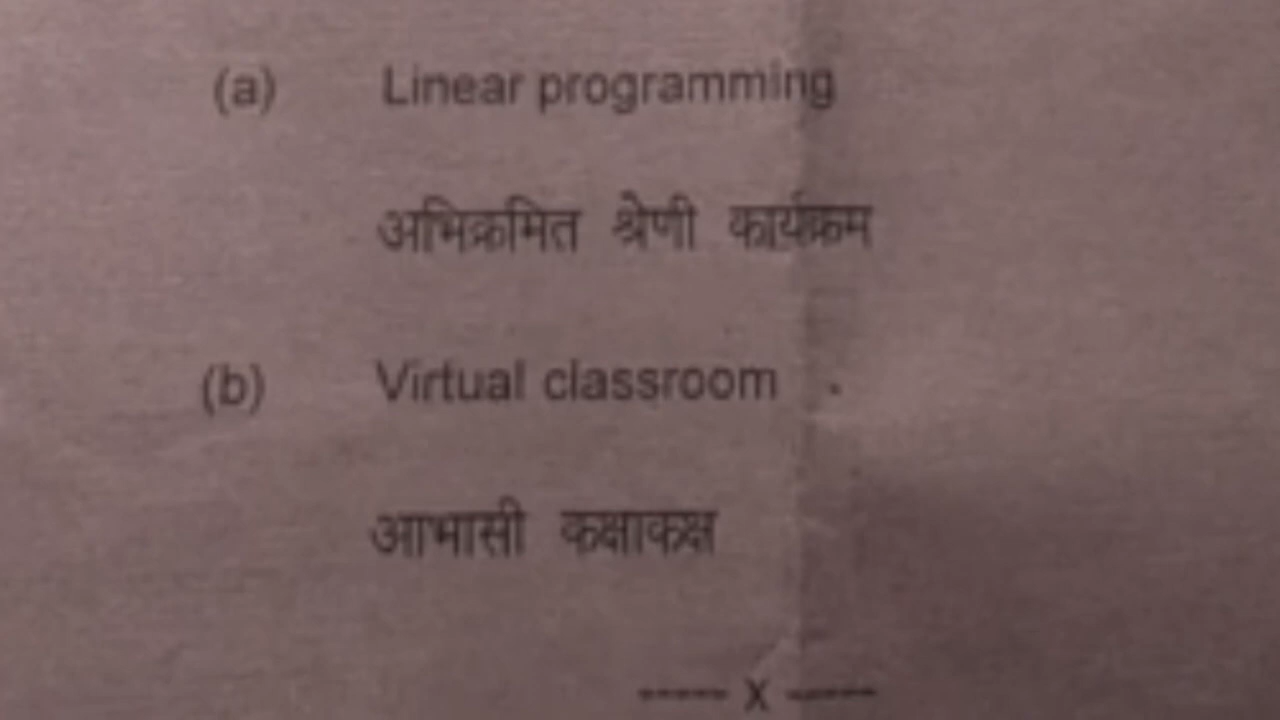 (a) Linear programming
अभिक्रमित श्रेणी कार्यक्रम
(b) Virtual classroom
आभासी कक्षाकक्ष
----- x -----